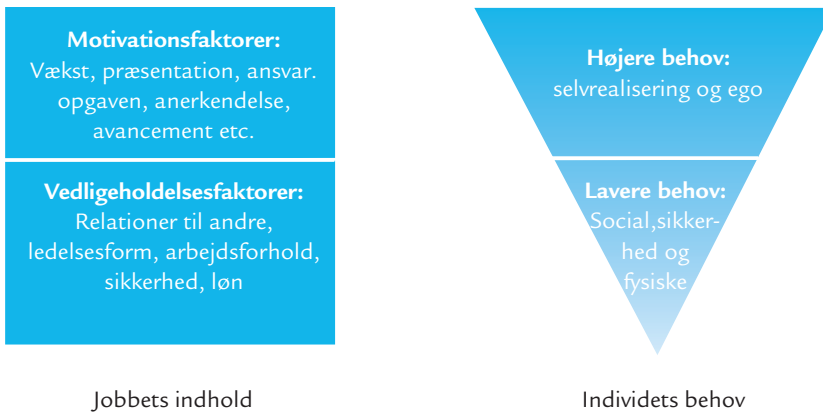 Motivationsfaktorer:
Vækst, præsentation, ansvar.
opgaven, anerkendelse,
avancement etc.
Vedligeholdelsesfaktorer:
Relationer til andre,
ledelsesform, arbejdsforhold,
sikkerhed, løn
Jobbets indhold
Højere behov:
selvrealisering og ego
Lavere behov:
Social,sikker-
hed og
fysiske
Individets behov